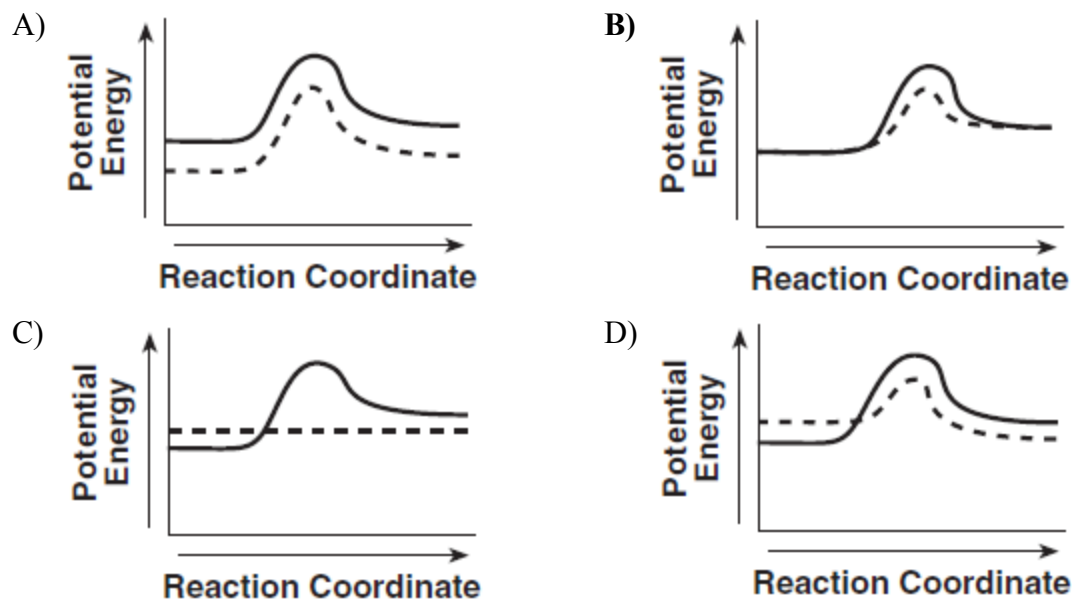 A)
Potential
Energy
Reaction Coordinate
B)
Potential
Energy
Reaction Coordinate
C)
Potential
Energy
Reaction Coordinate
D)
Potential
Energy
Reaction Coordinate